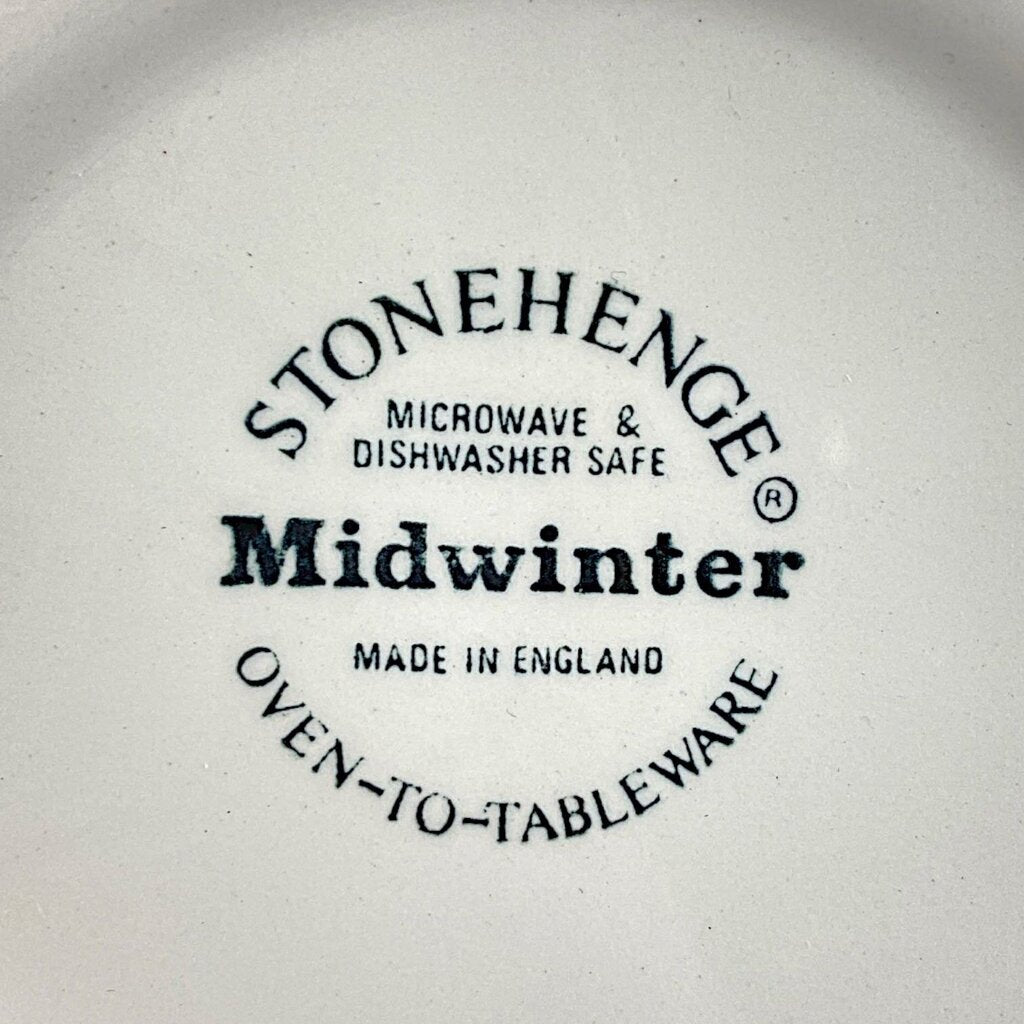 STONEHENGE
®
MICROWAVE &
DISHWASHER SAFE
Midwinter
MADE IN ENGLAND
OVEN-TO-TABLEWARE